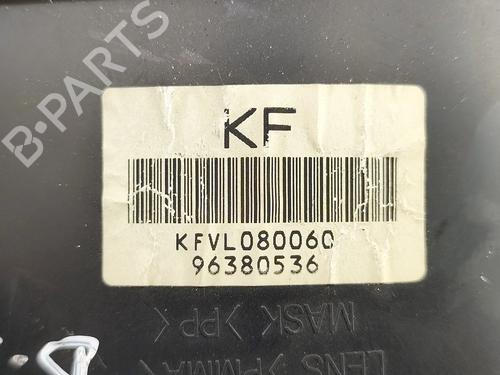 B·PARTS
KF
KFVL080060
96380536
MASK >PP<
LENS >PMMA<